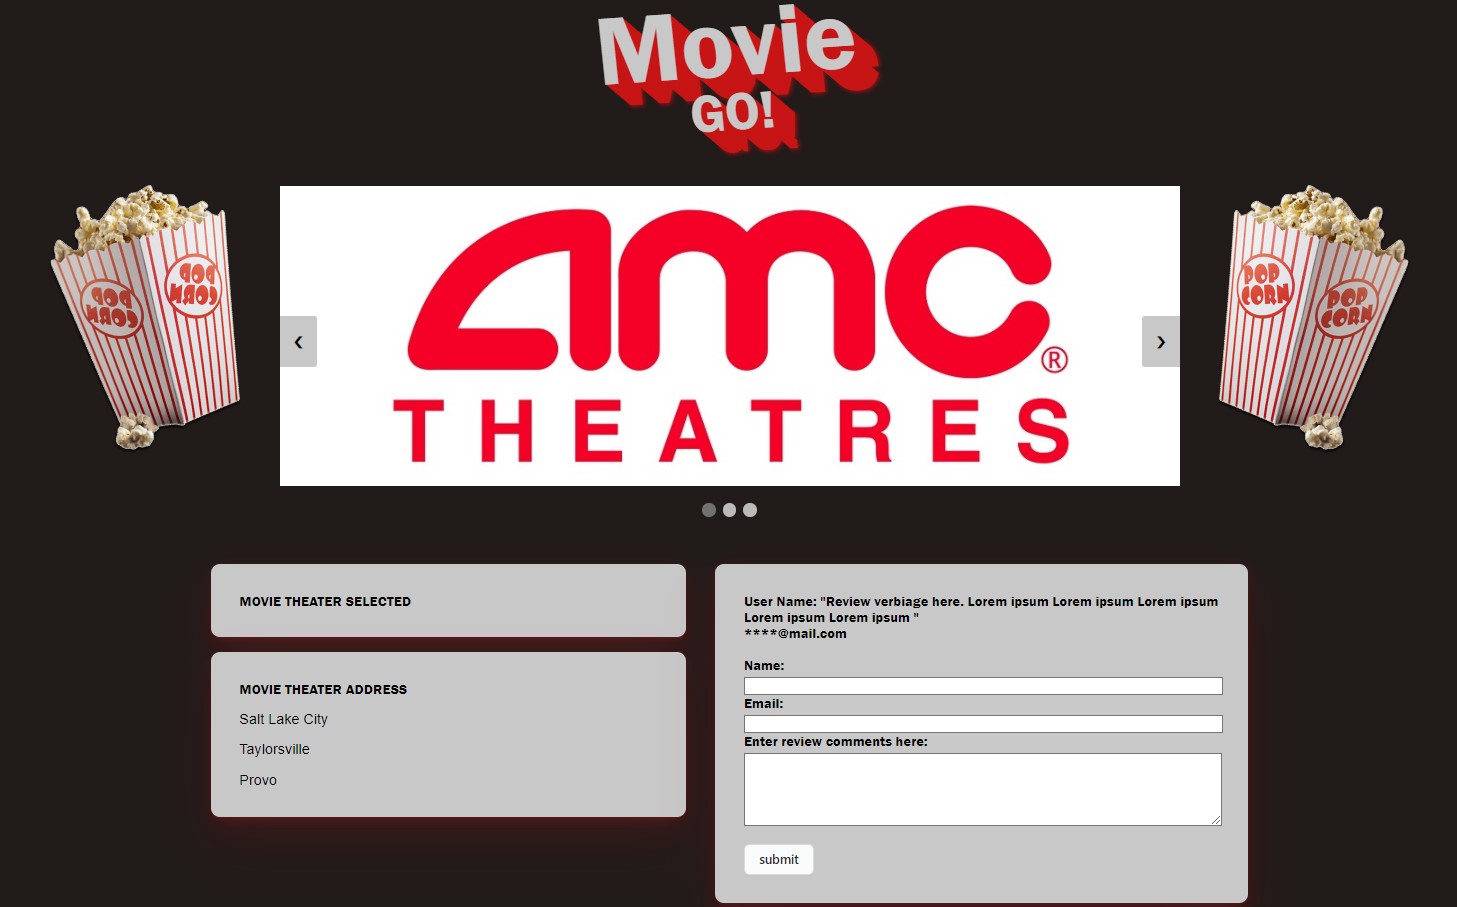 Movie
GO!
POP
CORN
POP
CORN
amc®
THEATRES
POP
CORN
POP
CORN
❮
❯
MOVIE THEATER SELECTED
MOVIE THEATER ADDRESS
Salt Lake City
Taylorsville
Provo
User Name: "Review verbiage here. Lorem ipsum Lorem ipsum Lorem ipsum
Lorem ipsum Lorem ipsum "
****@mail.com
Name:
Email:
Enter review comments here:
submit